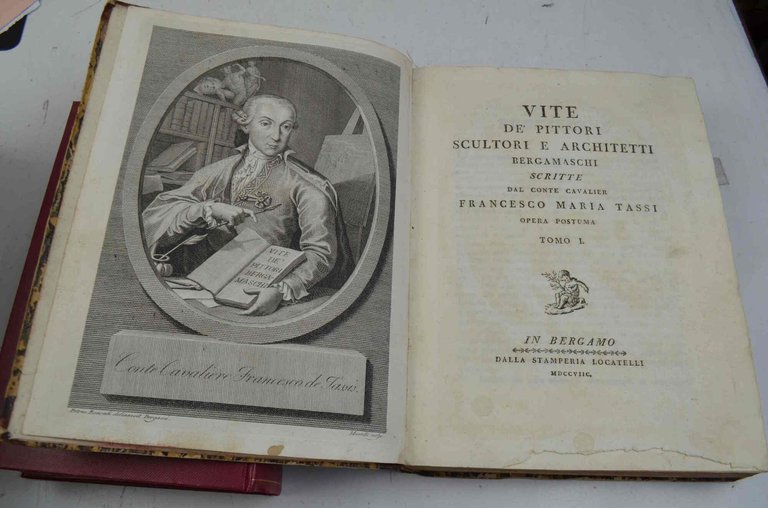 VITE
DE'
PITTORI
BERGA
MASCHI
Conte Cavaliere Francesco de Tassis.
VITE
DE' PITTORI
SCULTORI E ARCHITETTI
BERGAMASCHI
SCRITTE
DAL CONTE CAVALIER
FRANCESCO MARIA TASSI
OPERA POSTUMA
TOMO I.
IN BERGAMO
DALLA STAMPERIA LOCATELLI
MDCCVIIC.